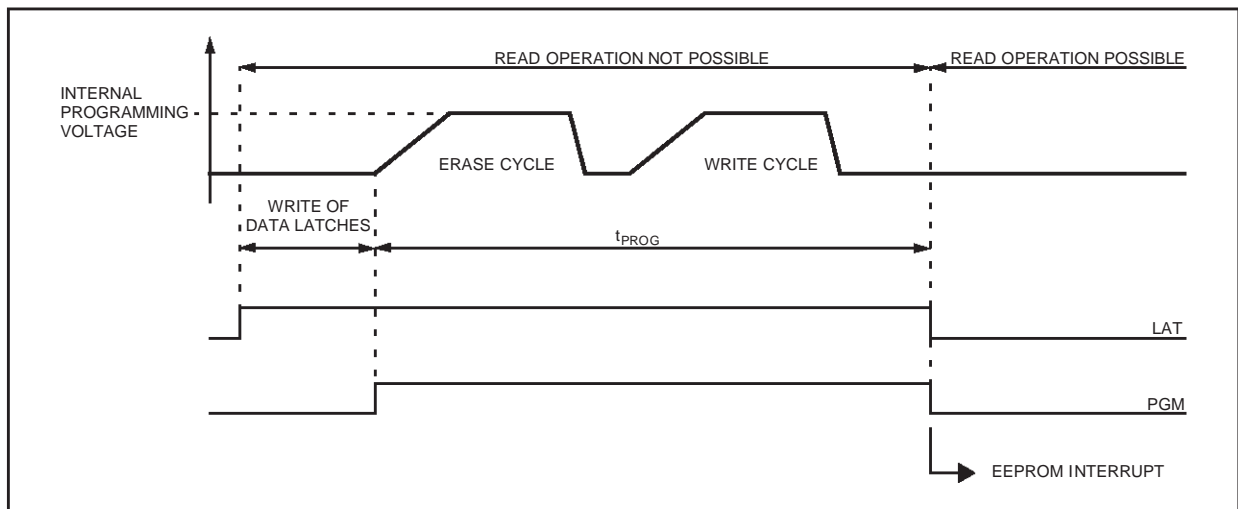 READ OPERATION NOT POSSIBLE
READ OPERATION POSSIBLE
INTERNAL
PROGRAMMING
VOLTAGE
ERASE CYCLE
WRITE CYCLE
WRITE OF
DATA LATCHES
tPROG
LAT
PGM
EEPROM INTERRUPT